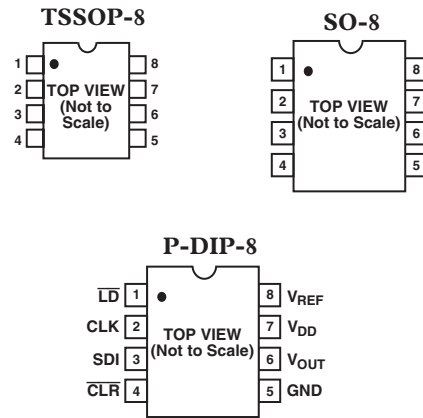 TSSOP-8
1
2
3
4
TOP VIEW
(Not to
Scale)
8
7
6
5
SO-8
1
2
3
4
TOP VIEW
(Not to Scale)
8
7
6
5
P-DIP-8
L̅D̅ 1
CLK 2
SDI 3
C̅L̅R̅ 4
TOP VIEW
(Not to Scale)
8 VREF
7 VDD
6 VOUT
5 GND